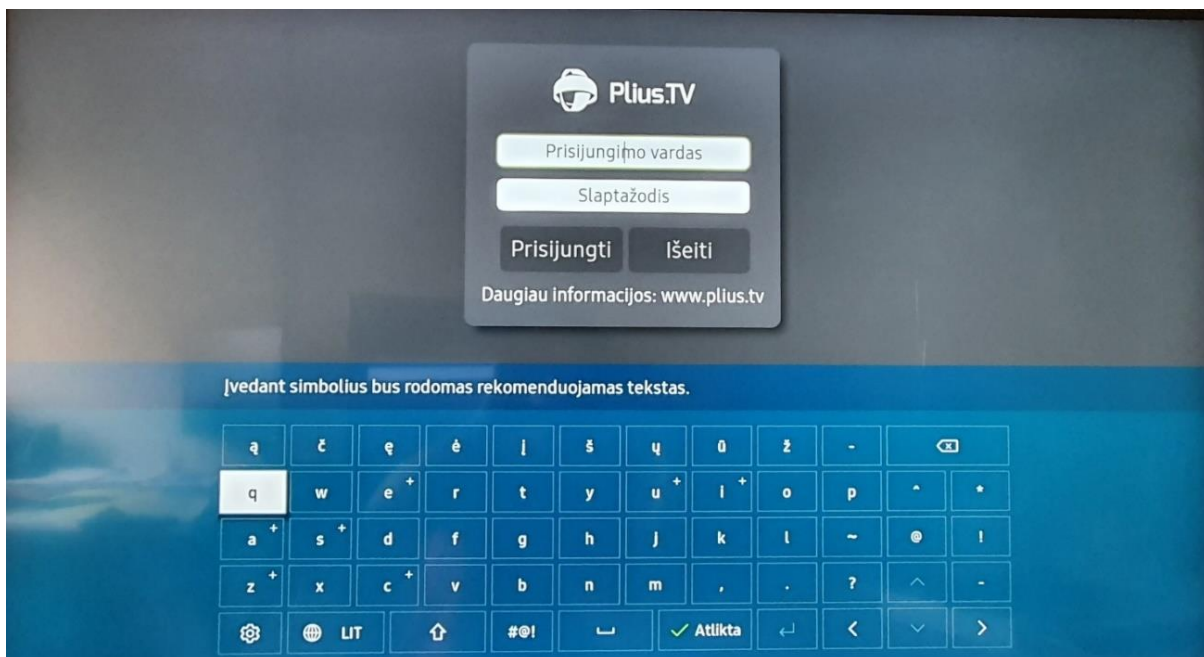 Plius.TV
Prisijungimo vardas
Slaptažodis
Prisijungti Išeiti
Daugiau informacijos: www.plius.tv
Įvedant simbolius bus rodomas rekomenduojamas tekstas.
ą č ę ė į š ų ū ž -
q w e + r t y u + i + o p ^ *
a + s + d f g h j k l ~ @ !
z + x c + v b n m , . ? -
LIT #@! Atlikta < >